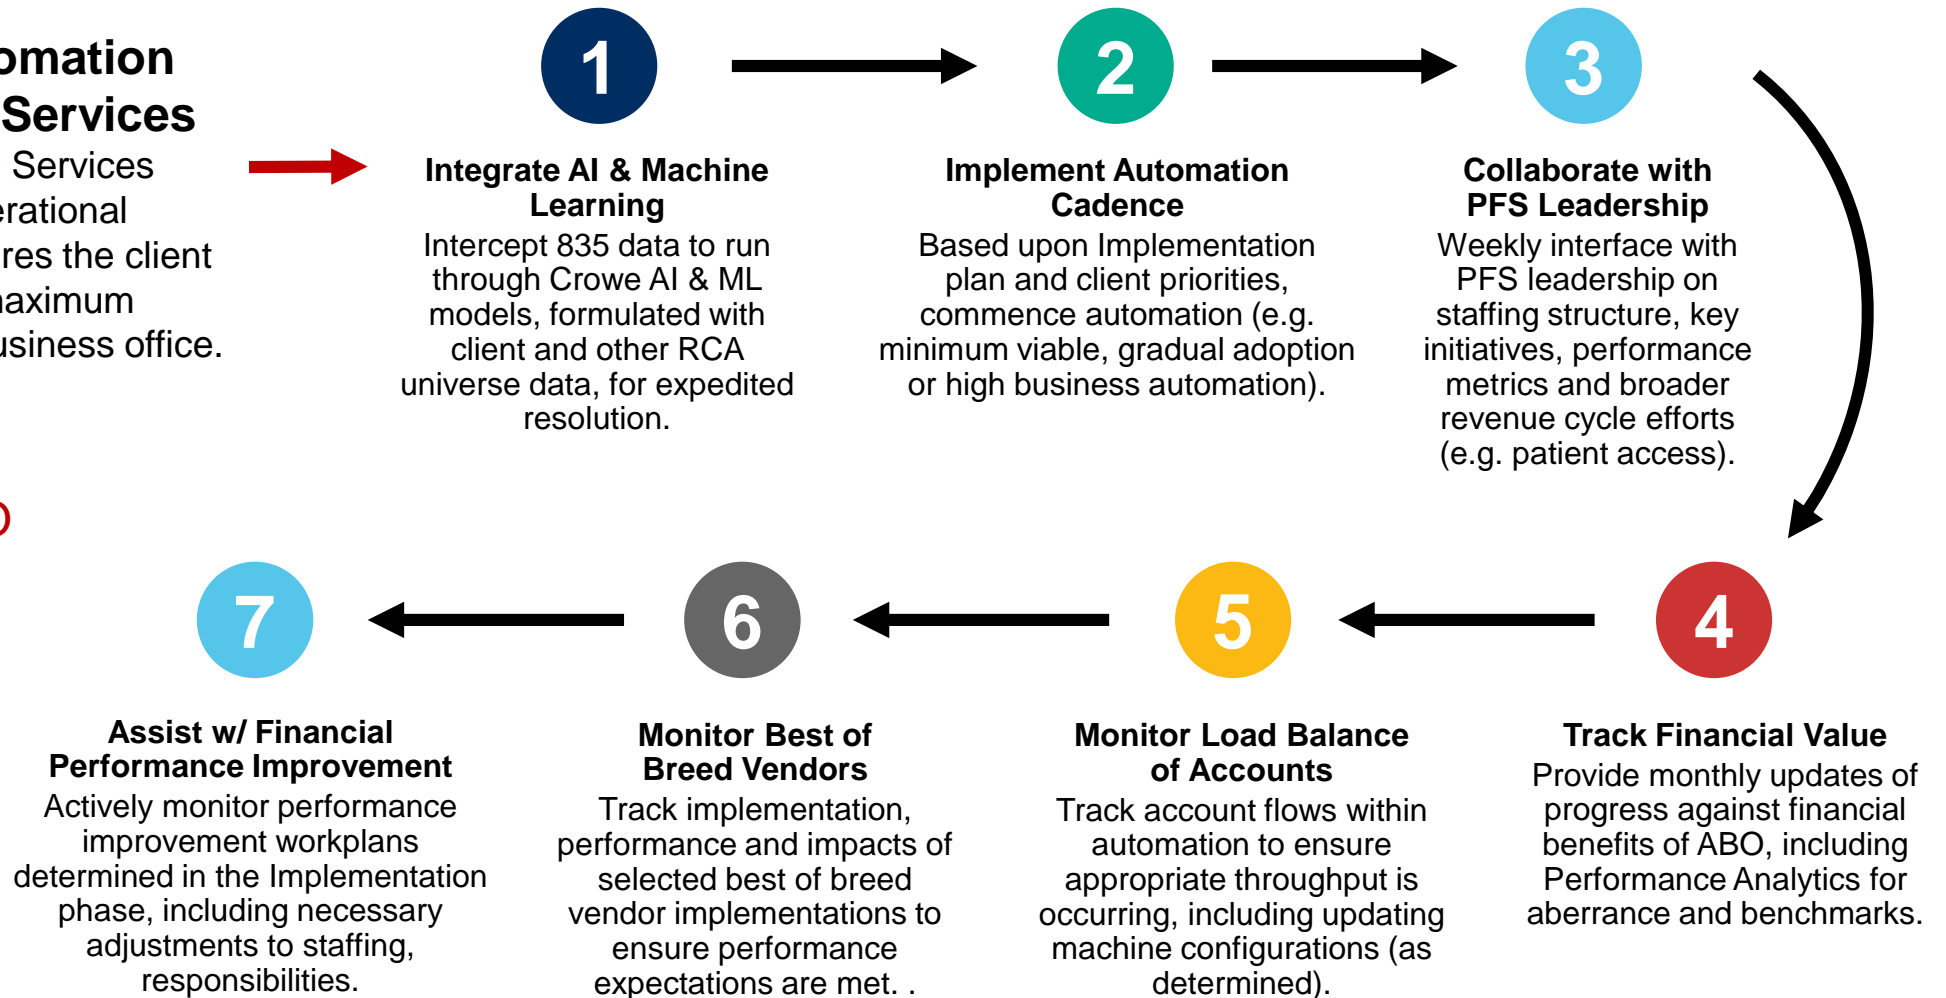 omation
Services
Services
erational
res the client
naximum
usiness office.
1
Integrate AI & Machine
Learning
Intercept 835 data to run
through Crowe AI & ML
models, formulated with
client and other RCA
universe data, for expedited
resolution.
2
Implement Automation
Cadence
Based upon Implementation
plan and client priorities,
commence automation (e.g.
minimum viable, gradual adoption
or high business automation).
3
Collaborate with
PFS Leadership
Weekly interface with
PFS leadership on
staffing structure, key
initiatives, performance
metrics and broader
revenue cycle efforts
(e.g. patient access).
4
Track Financial Value
Provide monthly updates of
progress against financial
benefits of ABO, including
Performance Analytics for
aberrance and benchmarks.
5
Monitor Load Balance
of Accounts
Track account flows within
automation to ensure
appropriate throughput is
occurring, including updating
machine configurations (as
determined).
6
Monitor Best of
Breed Vendors
Track implementation,
performance and impacts of
selected best of breed
vendor implementations to
ensure performance
expectations are met. .
7
Assist w/ Financial
Performance Improvement
Actively monitor performance
improvement workplans
determined in the Implementation
phase, including necessary
adjustments to staffing,
responsibilities.